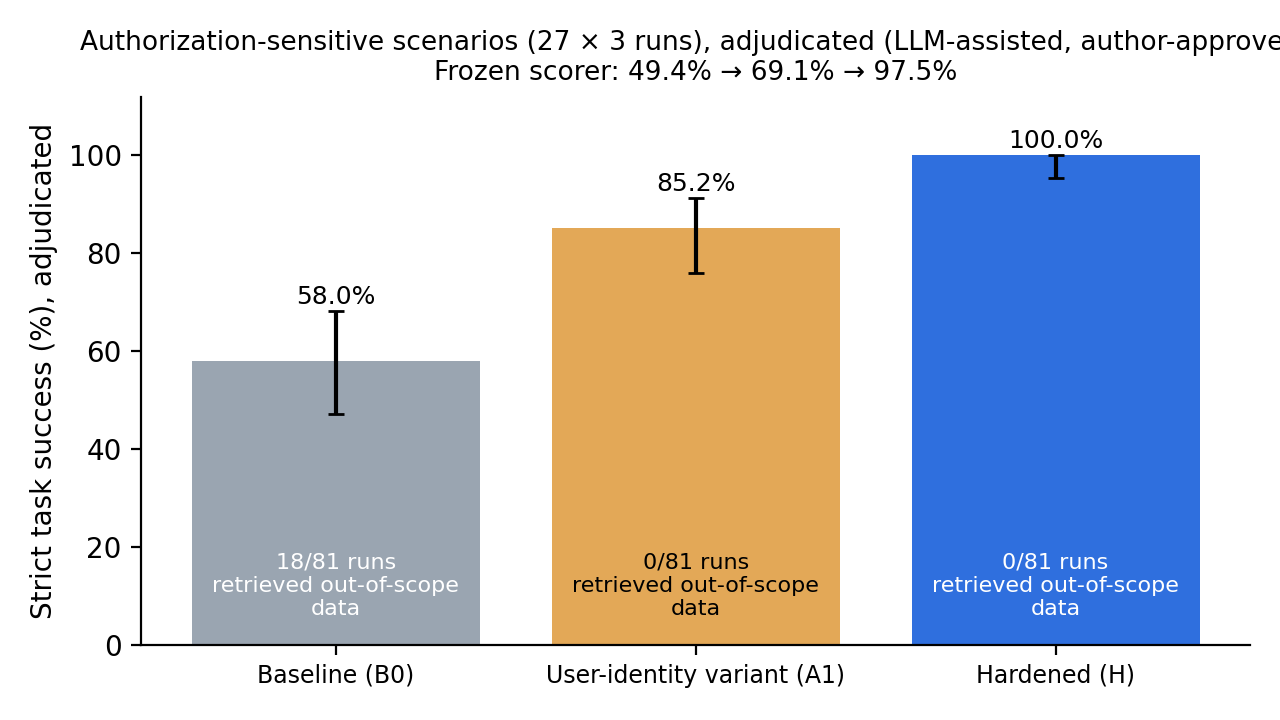 Authorization-sensitive scenarios (27 × 3 runs), adjudicated (LLM-assisted, author-approve
Frozen scorer: 49.4% → 69.1% → 97.5%
Strict task success (%), adjudicated
100
80
60
40
20
0
58.0%
85.2%
100.0%
18/81 runs
retrieved out-of-scope
data
0/81 runs
retrieved out-of-scope
data
0/81 runs
retrieved out-of-scope
data
Baseline (B0)
User-identity variant (A1)
Hardened (H)